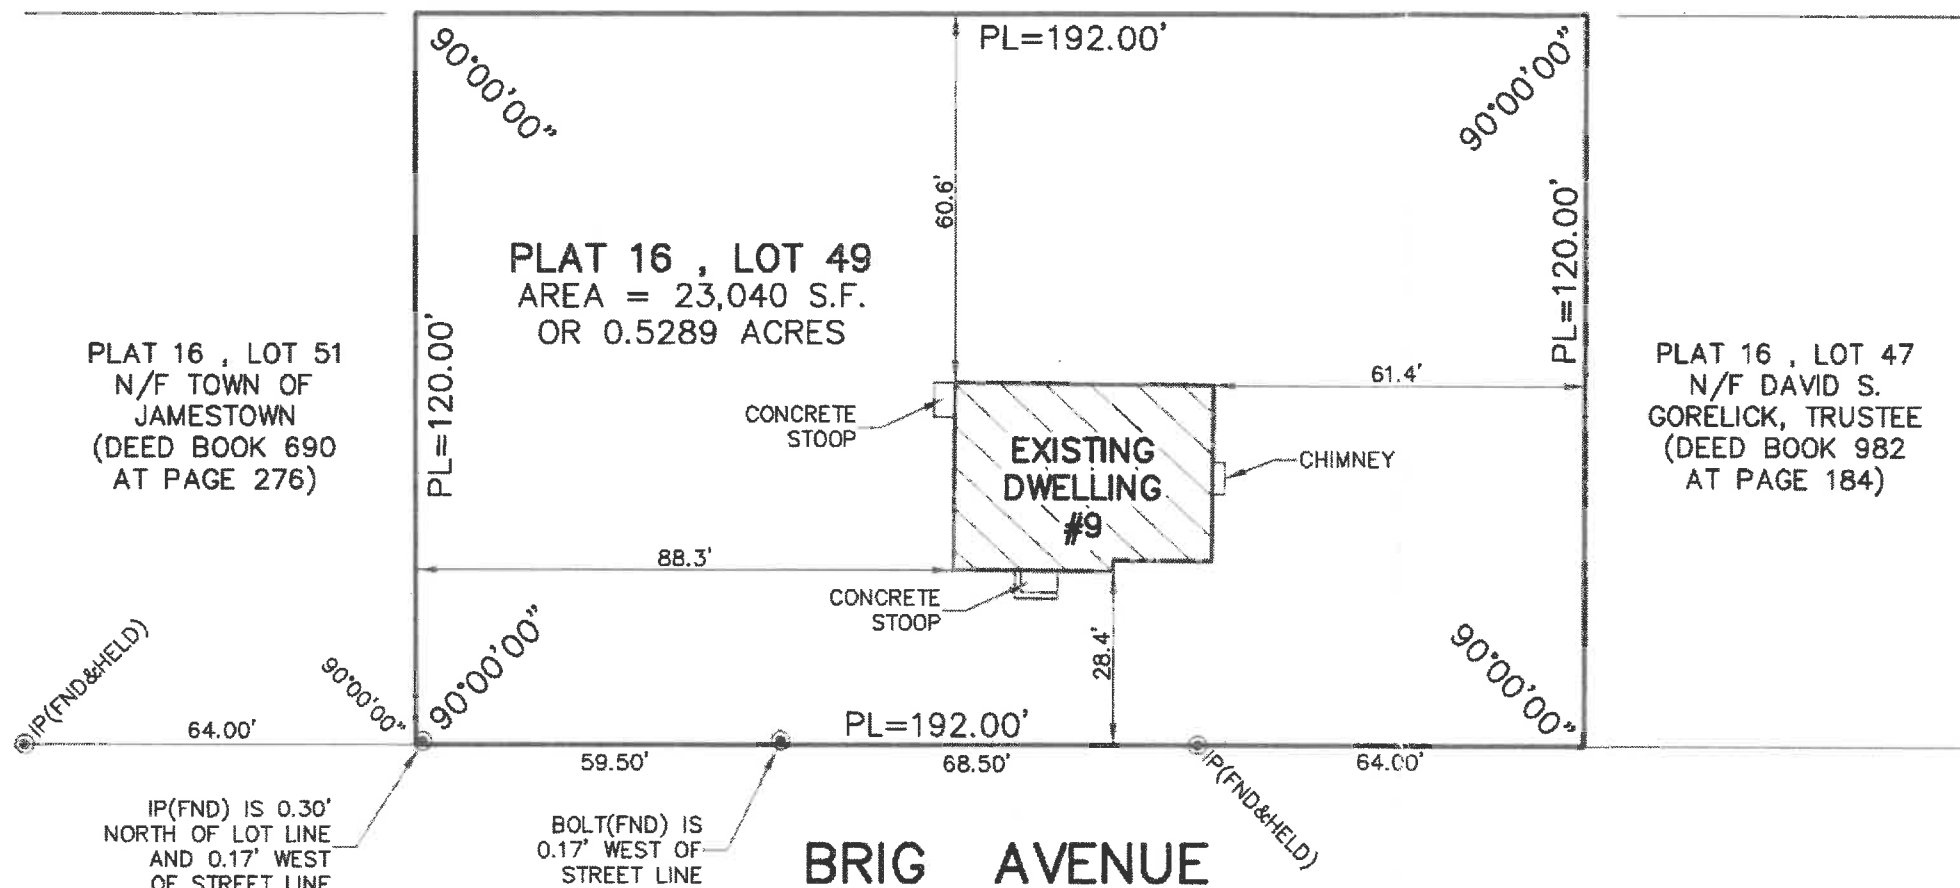 PL=192.00'
90°00'00"
90°00'00"
60.6'
PLAT 16 , LOT 49
AREA = 23,040 S.F.
OR 0.5289 ACRES
PL=120.00'
PL=120.00'
PLAT 16 , LOT 51
N/F TOWN OF
JAMESTOWN
(DEED BOOK 690
AT PAGE 276)
PLAT 16 , LOT 47
N/F DAVID S.
GORELICK, TRUSTEE
(DEED BOOK 982
AT PAGE 184)
61.4'
CONCRETE
STOOP
EXISTING
DWELLING
#9
CHIMNEY
88.3'
CONCRETE
STOOP
28.4'
IP(FND&HELD)
90°00'00"
90°00'00"
90°00'00"
64.00'
PL=192.00'
59.50'
68.50'
64.00'
IP(FND&HELD)
IP(FND) IS 0.30'
NORTH OF LOT LINE
AND 0.17' WEST
OF STREET LINE
BOLT(FND) IS
0.17' WEST OF
STREET LINE
BRIG AVENUE